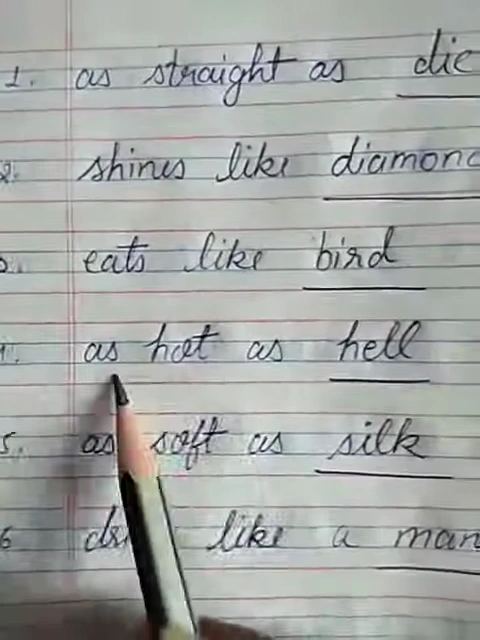 1. as straight as die
2. shines like diamond
3. eats like bird
4. as hot as hell
5. as soft as silk
6 like a man